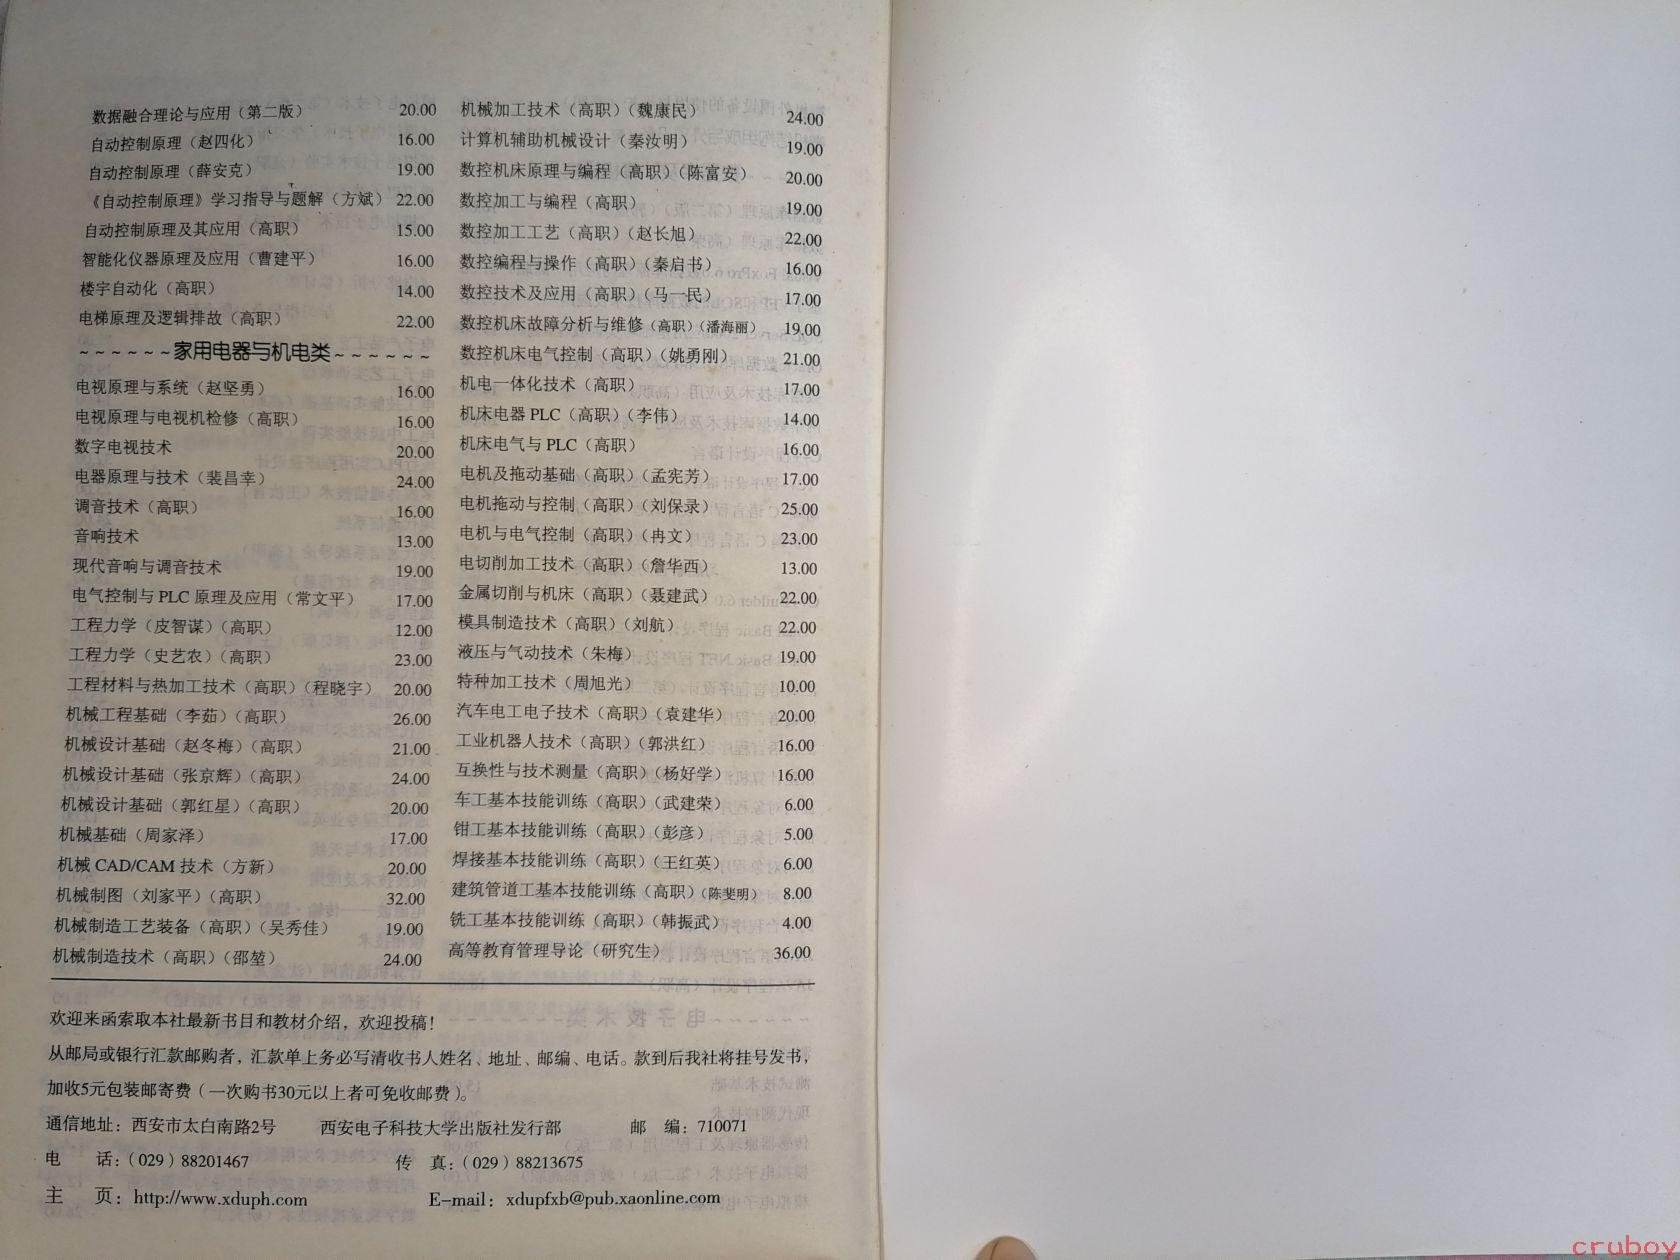 数据融合理论与应用（第二版） 20.00
自动控制原理（赵四化） 16.00
自动控制原理（薛安克） 19.00
《自动控制原理》学习指导与题解（方斌） 22.00
自动控制原理及其应用（高职） 15.00
智能化仪器原理及应用（曹建平） 16.00
楼宇自动化（高职） 14.00
电梯原理及逻辑排故（高职） 22.00
~~~~~~家用电器与机电类~~~~~~
电视原理与系统（赵坚勇） 16.00
电视原理与电视机检修（高职） 16.00
数字电视技术 20.00
电器原理与技术（裴昌幸） 24.00
调音技术（高职） 16.00
音响技术 13.00
现代音响与调音技术 19.00
电气控制与 PLC 原理及应用（常文平） 17.00
工程力学（皮智谋）（高职） 12.00
工程力学（史艺农）（高职） 23.00
工程材料与热加工技术（高职）（程晓宇） 20.00
机械工程基础（李茹）（高职） 26.00
机械设计基础（赵冬梅）（高职） 21.00
机械设计基础（张京辉）（高职） 24.00
机械设计基础（郭红星）（高职） 20.00
机械基础（周家泽） 17.00
机械 CAD/CAM 技术（方新） 20.00
机械制图（刘家平）（高职） 32.00
机械制造工艺装备（高职）（吴秀佳） 19.00
机械制造技术（高职）（邵堃） 24.00
机械加工技术（高职）（魏康民） 24.00
计算机辅助机械设计（秦汝明） 19.00
数控机床原理与编程（高职）（陈富安） 20.00
数控加工与编程（高职） 19.00
数控加工工艺（高职）（赵长旭） 22.00
数控编程与操作（高职）（秦启书） 16.00
数控技术及应用（高职）（马一民） 17.00
数控机床故障分析与维修（高职）（潘海丽） 19.00
数控机床电气控制（高职）（姚勇刚） 21.00
机电一体化技术（高职） 17.00
机床电器 PLC（高职）（李伟） 14.00
机床电气与 PLC（高职） 16.00
电机及拖动基础（高职）（孟宪芳） 17.00
电机拖动与控制（高职）（刘保录） 25.00
电机与电气控制（高职）（冉文） 23.00
电切削加工技术（高职）（詹华西） 13.00
金属切削与机床（高职）（聂建武） 22.00
模具制造技术（高职）（刘航） 22.00
液压与气动技术（朱梅） 19.00
特种加工技术（周旭光） 10.00
汽车电工电子技术（高职）（袁建华） 20.00
工业机器人技术（高职）（郭洪红） 16.00
互换性与技术测量（高职）（杨好学） 16.00
车工基本技能训练（高职）（武建荣） 6.00
钳工基本技能训练（高职）（彭彦） 5.00
焊接基本技能训练（高职）（王红英） 6.00
建筑管道工基本技能训练（高职）（陈斐明） 8.00
铣工基本技能训练（高职）（韩振武） 4.00
高等教育管理导论（研究生） 36.00
欢迎来函索取本社最新书目和教材介绍，欢迎投稿！
从邮局或银行汇款邮购者，汇款单上务必写清收书人姓名、地址、邮编、电话。款到后我社将挂号发书，
加收5元包装邮寄费（一次购书30元以上者可免收邮费）。
通信地址：西安市太白南路2号 西安电子科技大学出版社发行部 邮 编：710071
电 话：（029）88201467 传 真：（029）88213675
主 页：http://www.xduph.com E-mail：xdupfxb@pub.xaonline.com
cruboy